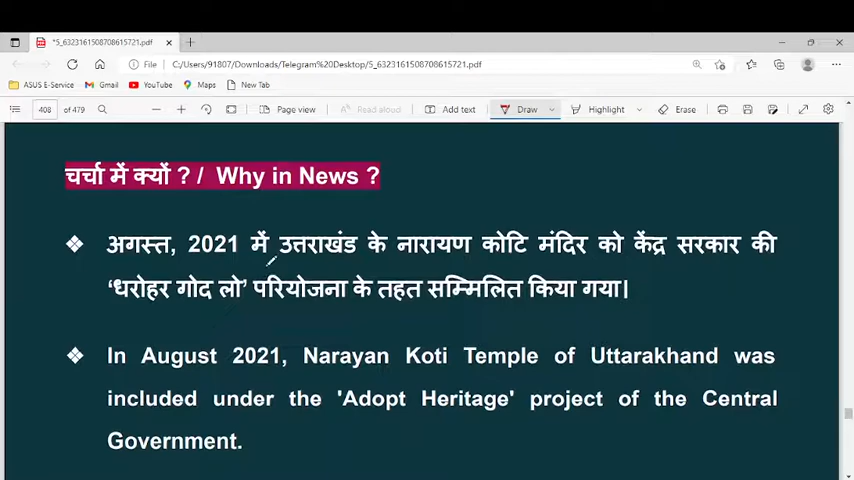 *5_6323161508708615721.pdf
File C:/Users/91807/Downloads/Telegram%20Desktop/5_6323161508708615721.pdf
ASUS E-Service Gmail YouTube Maps New Tab
408 of 479 Page view Read aloud Add text Draw Highlight Erase
चर्चा में क्यों ? / Why in News ?
❖ अगस्त, 2021 में उत्तराखंड के नारायण कोटि मंदिर को केंद्र सरकार की
‘धरोहर गोद लो’ परियोजना के तहत सम्मिलित किया गया।
❖ In August 2021, Narayan Koti Temple of Uttarakhand was
included under the 'Adopt Heritage' project of the Central
Government.